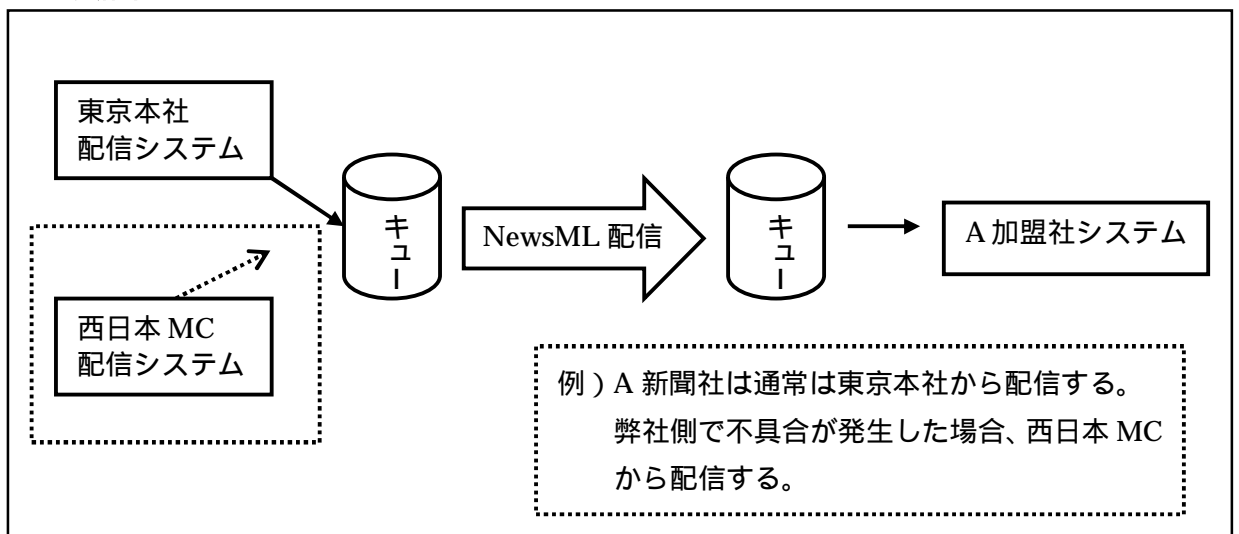 東京本社
配信システム
キュー
NewsML 配信
キュー
A 加盟社システム
西日本 MC
配信システム
例）A 新聞社は通常は東京本社から配信する。
弊社側で不具合が発生した場合、西日本 MC
から配信する。